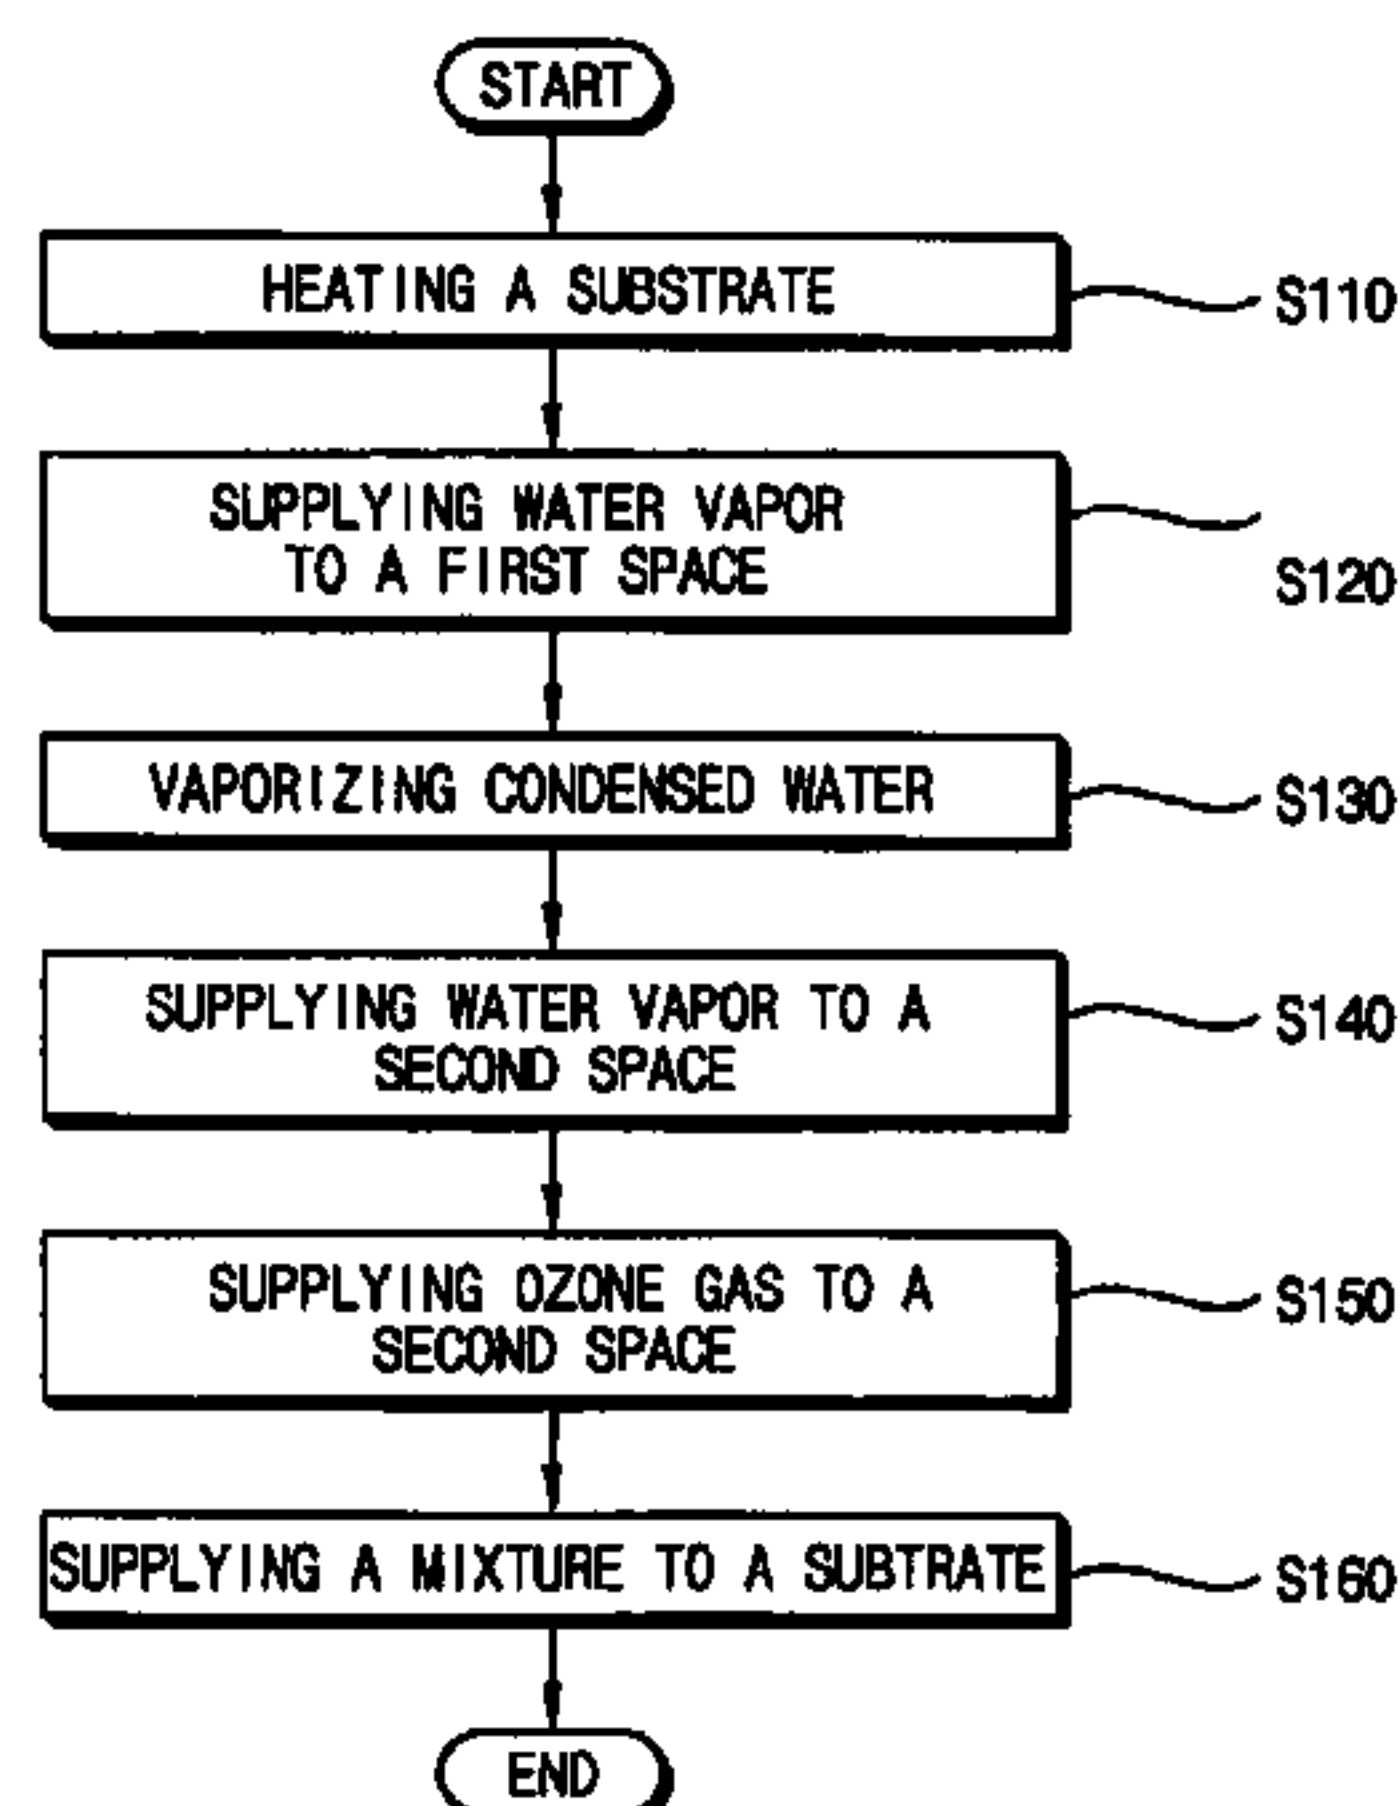 START
HEATING A SUBSTRATE
S110
SUPPLYING WATER VAPOR
TO A FIRST SPACE
S120
VAPORIZING CONDENSED WATER
S130
SUPPLYING WATER VAPOR TO A
SECOND SPACE
S140
SUPPLYING OZONE GAS TO A
SECOND SPACE
S150
SUPPLYING A MIXTURE TO A SUBTRATE
S160
END